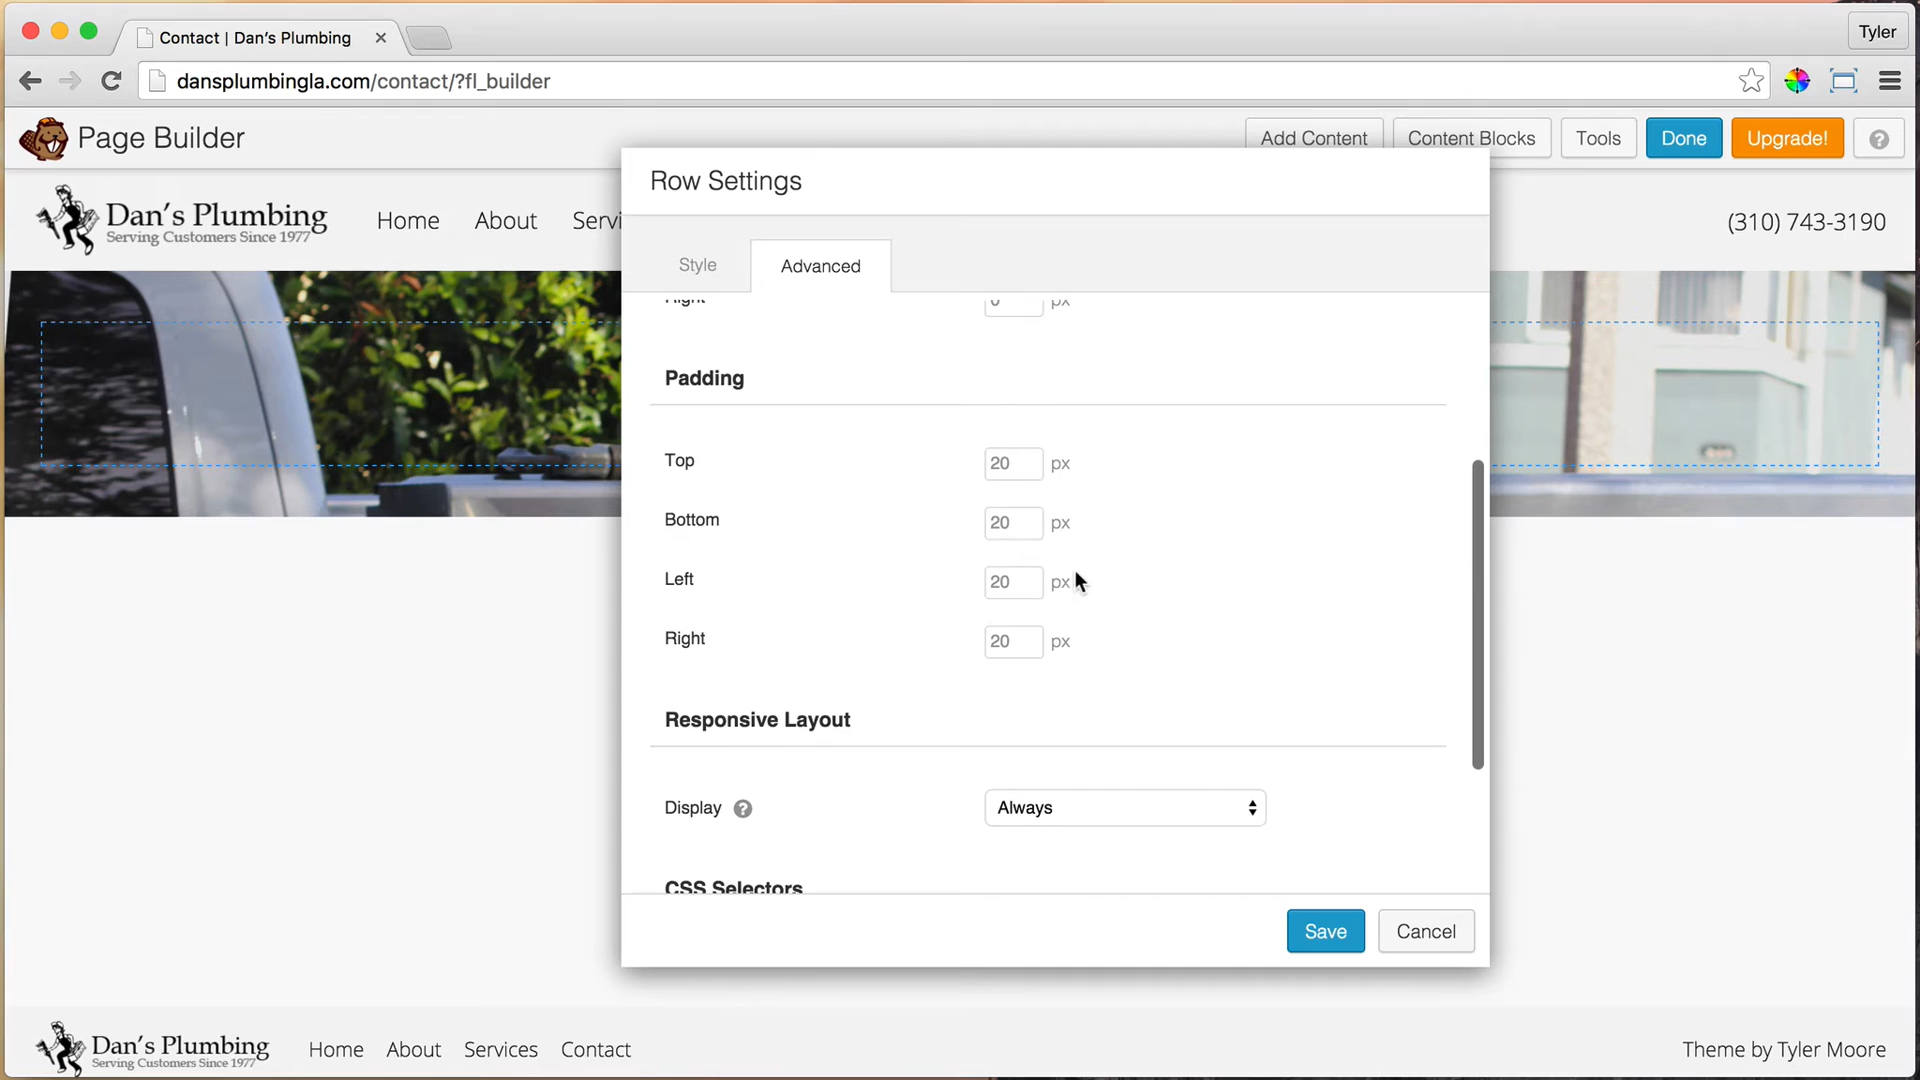 Contact | Dan's Plumbing
Tyler
dansplumbingla.com/contact/?fl_builder
Page Builder
Add Content
Content Blocks
Tools
Done
Upgrade!
?
Row Settings
Dan's Plumbing
Serving Customers Since 1977
Home
About
Servi
(310) 743-3190
Style
Advanced
Right
0
px
Padding
Top
20
px
Bottom
20
px
Left
20
px
Right
20
px
Responsive Layout
Display
?
Always
CSS Selectors
Save
Cancel
Dan's Plumbing
Serving Customers Since 1977
Home
About
Services
Contact
Theme by Tyler Moore